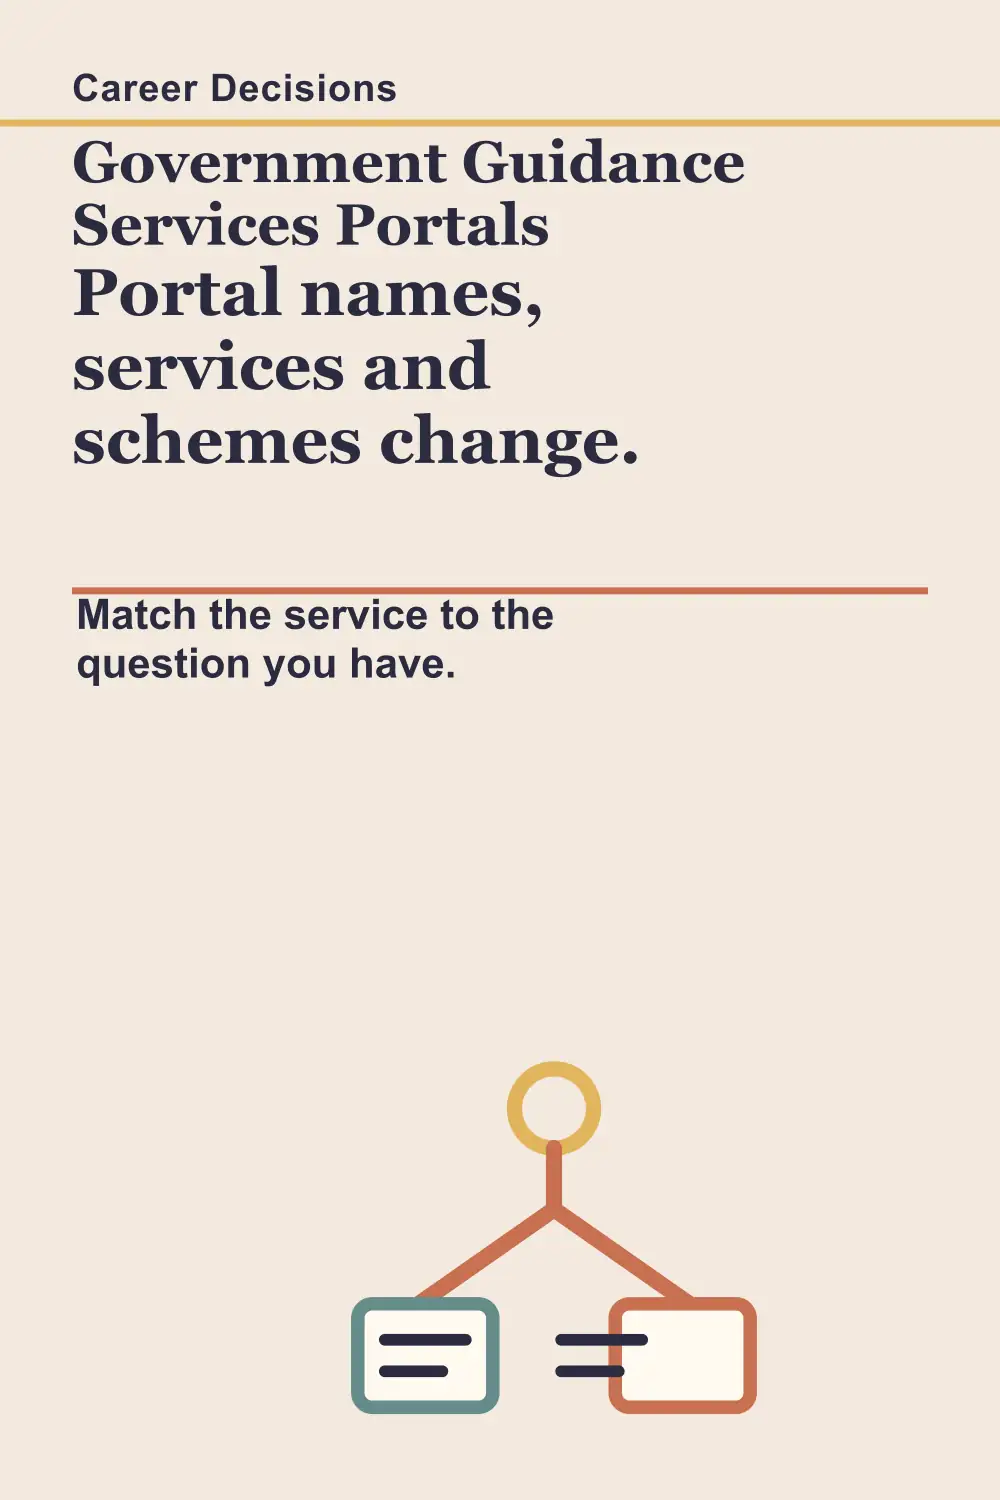 Career Decisions
Government Guidance
Services Portals
Portal names,
services and
schemes change.
Match the service to the
question you have.